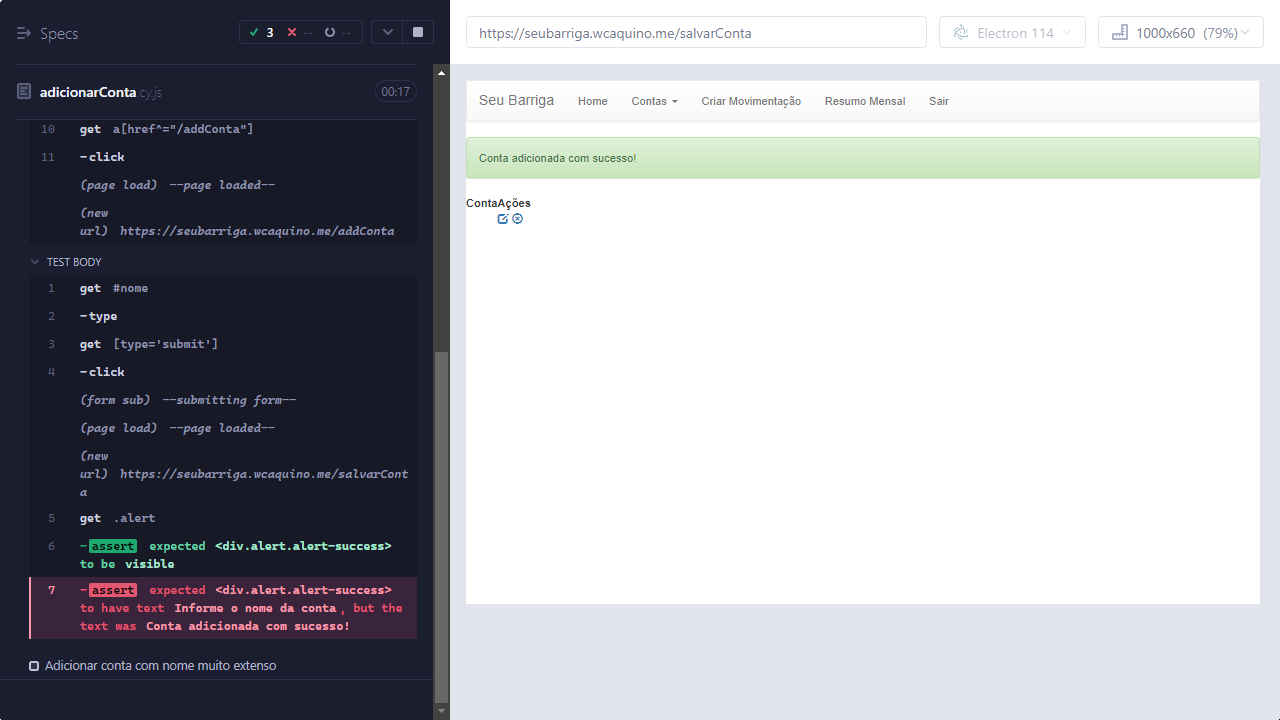 Specs
3
--
--
adicionarConta.cy.js
00:17
10 get a[href^="/addConta"]
11 -click
(page load) --page loaded--
(new
url) https://seubarriga.wcaquino.me/addConta
TEST BODY
1 get #nome
2 -type
3 get [type='submit']
4 -click
(form sub) --submitting form--
(page load) --page loaded--
(new
url) https://seubarriga.wcaquino.me/salvarCont
a
5 get .alert
6 -assert expected <div.alert.alert-success>
to be visible
7 -assert expected <div.alert.alert-success>
to have text Informe o nome da conta, but the
text was Conta adicionada com sucesso!
Adicionar conta com nome muito extenso
https://seubarriga.wcaquino.me/salvarConta
Electron 114
1000x660 (79%)
Seu Barriga Home Contas Criar Movimentação Resumo Mensal Sair
Conta adicionada com sucesso!
ContaAções